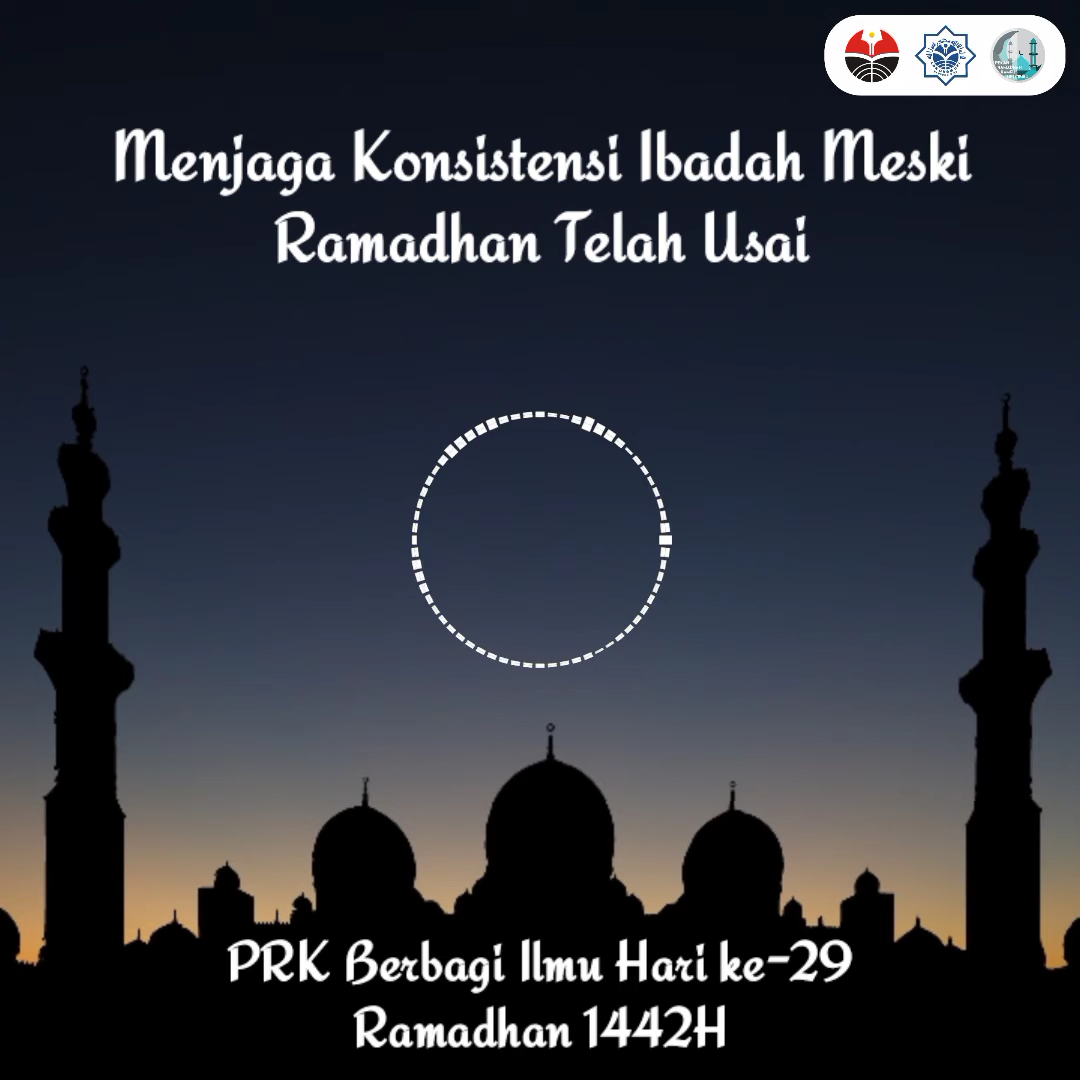 Menjaga Konsistensi Ibadah Meski
Ramadhan Telah Usai
PRK Berbagi Ilmu Hari ke-29
Ramadhan 1442H